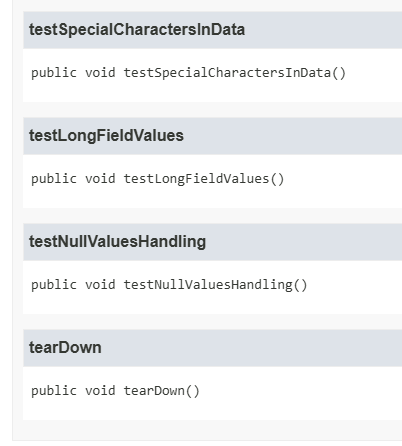 testSpecialCharactersInData
public void testSpecialCharactersInData()
testLongFieldValues
public void testLongFieldValues()
testNullValuesHandling
public void testNullValuesHandling()
tearDown
public void tearDown()